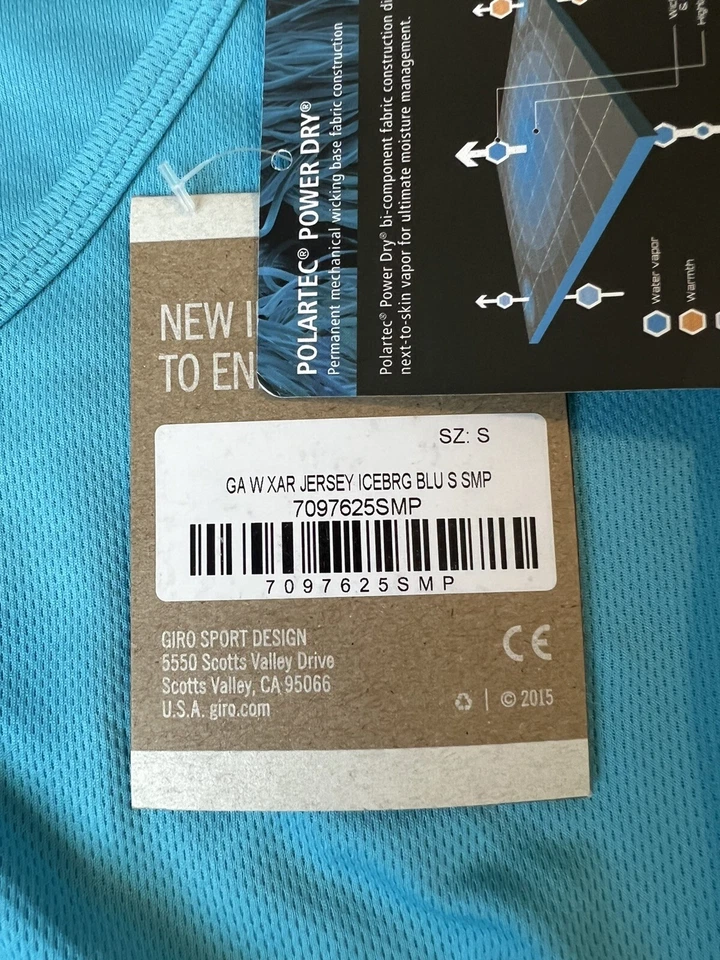 POLARTEC® POWER DRY®
Permanent mechanical wicking base fabric construction
Polartec® Power Dry® bi-component fabric construction
next-to-skin vapor for ultimate moisture management.
Water vapor
Warmth
NEW
TO
SZ: S
GA W XAR JERSEY ICEBRG BLU S SMP
7097625SMP
7097625SMP
GIRO SPORT DESIGN
5550 Scotts Valley Drive
Scotts Valley, CA 95066
U.S.A. giro.com
CE
© 2015